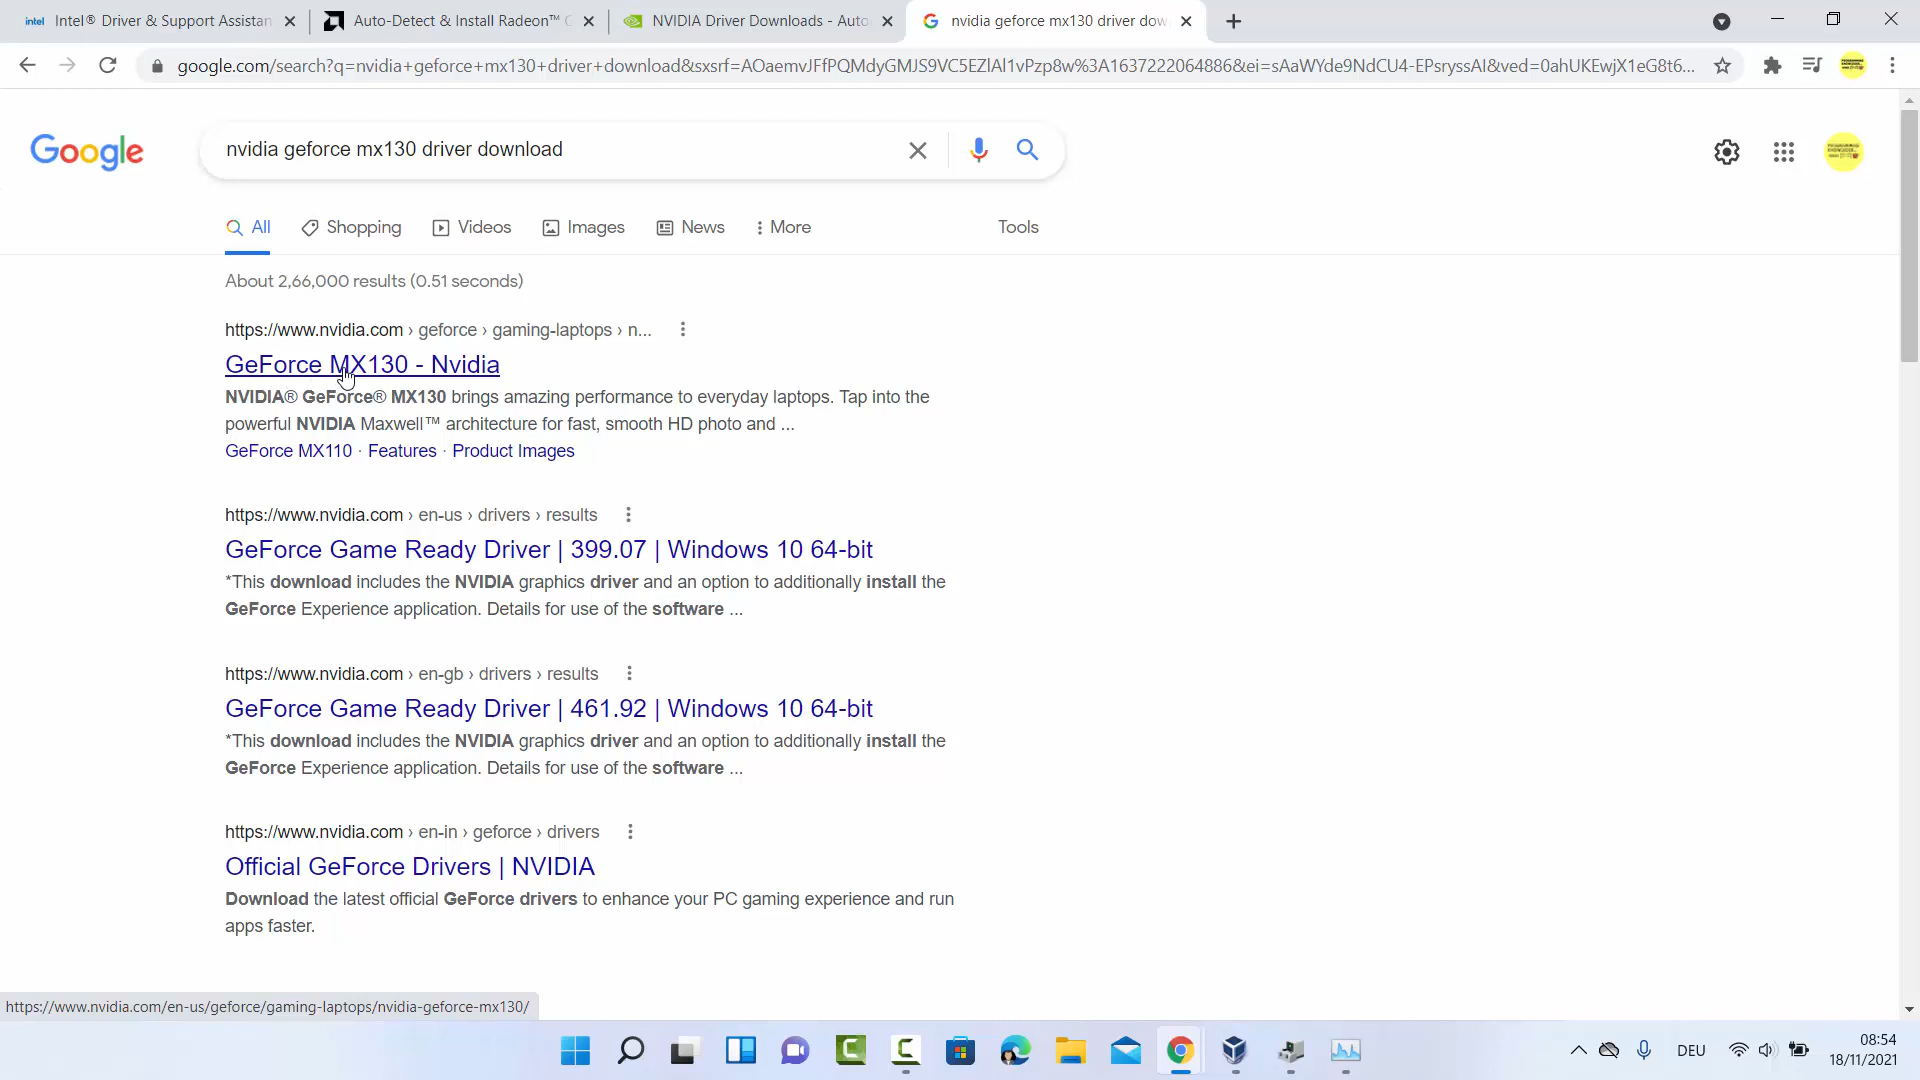 intel Intel® Driver & Support Assistan
Auto-Detect & Install Radeon™ G
NVIDIA Driver Downloads - Auto
nvidia geforce mx130 driver dow
google.com/search?q=nvidia+geforce+mx130+driver+download&sxsrf=AOaemvJFfPQMdyGMJS9VC5EZlAl1vPzp8w%3A1637222064886&ei=sAaWYde9NdCU4-EPsryssAI&ved=0ahUKEwjX1eG8t6...
Google
nvidia geforce mx130 driver download
All
Shopping
Videos
Images
News
More
Tools
About 2,66,000 results (0.51 seconds)
https://www.nvidia.com › geforce › gaming-laptops › n...
GeForce MX130 - Nvidia
NVIDIA® GeForce® MX130 brings amazing performance to everyday laptops. Tap into the
powerful NVIDIA Maxwell™ architecture for fast, smooth HD photo and ...
GeForce MX110 · Features · Product Images
https://www.nvidia.com › en-us › drivers › results
GeForce Game Ready Driver | 399.07 | Windows 10 64-bit
*This download includes the NVIDIA graphics driver and an option to additionally install the
GeForce Experience application. Details for use of the software ...
https://www.nvidia.com › en-gb › drivers › results
GeForce Game Ready Driver | 461.92 | Windows 10 64-bit
*This download includes the NVIDIA graphics driver and an option to additionally install the
GeForce Experience application. Details for use of the software ...
https://www.nvidia.com › en-in › geforce › drivers
Official GeForce Drivers | NVIDIA
Download the latest official GeForce drivers to enhance your PC gaming experience and run
apps faster.
https://www.nvidia.com/en-us/geforce/gaming-laptops/nvidia-geforce-mx130/
DEU
08:54
18/11/2021